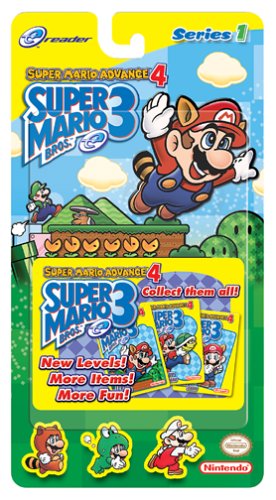 e reader
Series 1
SUPER MARIO ADVANCE 4
SUPER
MARIO 3
BROS. e
SUPER MARIO ADVANCE 4
SUPER
MARIO 3
BROS. e
Collect them all!
New Levels!
More Items!
More Fun!
Nintendo